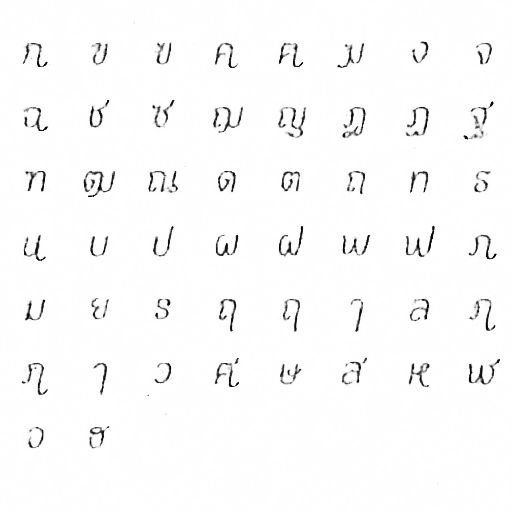 ก ข ฃ ค ฅ ฆ ง จ
ฉ ช ซ ฌ ญ ฎ ฏ ฐ
ฑ ฒ ณ ด ต ถ ท ธ
น บ ป ผ ฝ พ ฟ ภ
ม ย ร ฤ ฤ ๅ ล ฦ
ฦ ๅ ว ศ ษ ส ห ฬ
อ ฮ